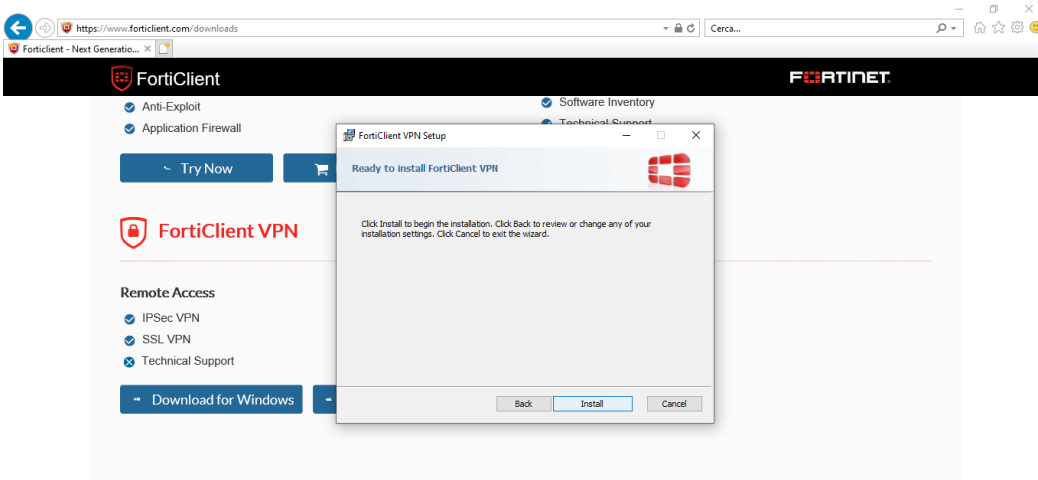 https://www.forticlient.com/downloads
Cerca...
Forticlient - Next Generatio...
FortiClient
FORTINET
Anti-Exploit
Software Inventory
Application Firewall
Technical Support
Try Now
FortiClient VPN Setup
Ready to install FortiClient VPN
Click Install to begin the installation. Click Back to review or change any of your
installation settings. Click Cancel to exit the wizard.
FortiClient VPN
Remote Access
IPSec VPN
SSL VPN
Technical Support
Download for Windows
Back
Install
Cancel